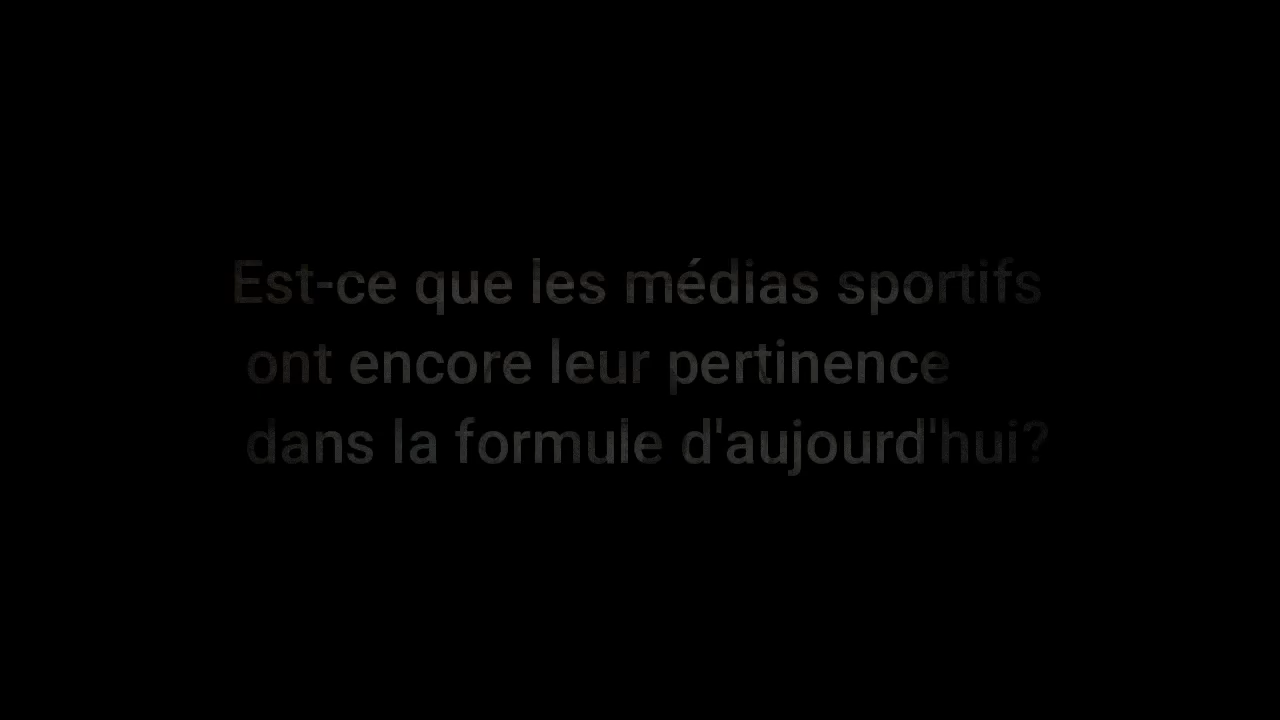 Est-ce que les médias sportifs
ont encore leur pertinence
dans la formule d'aujourd'hui?